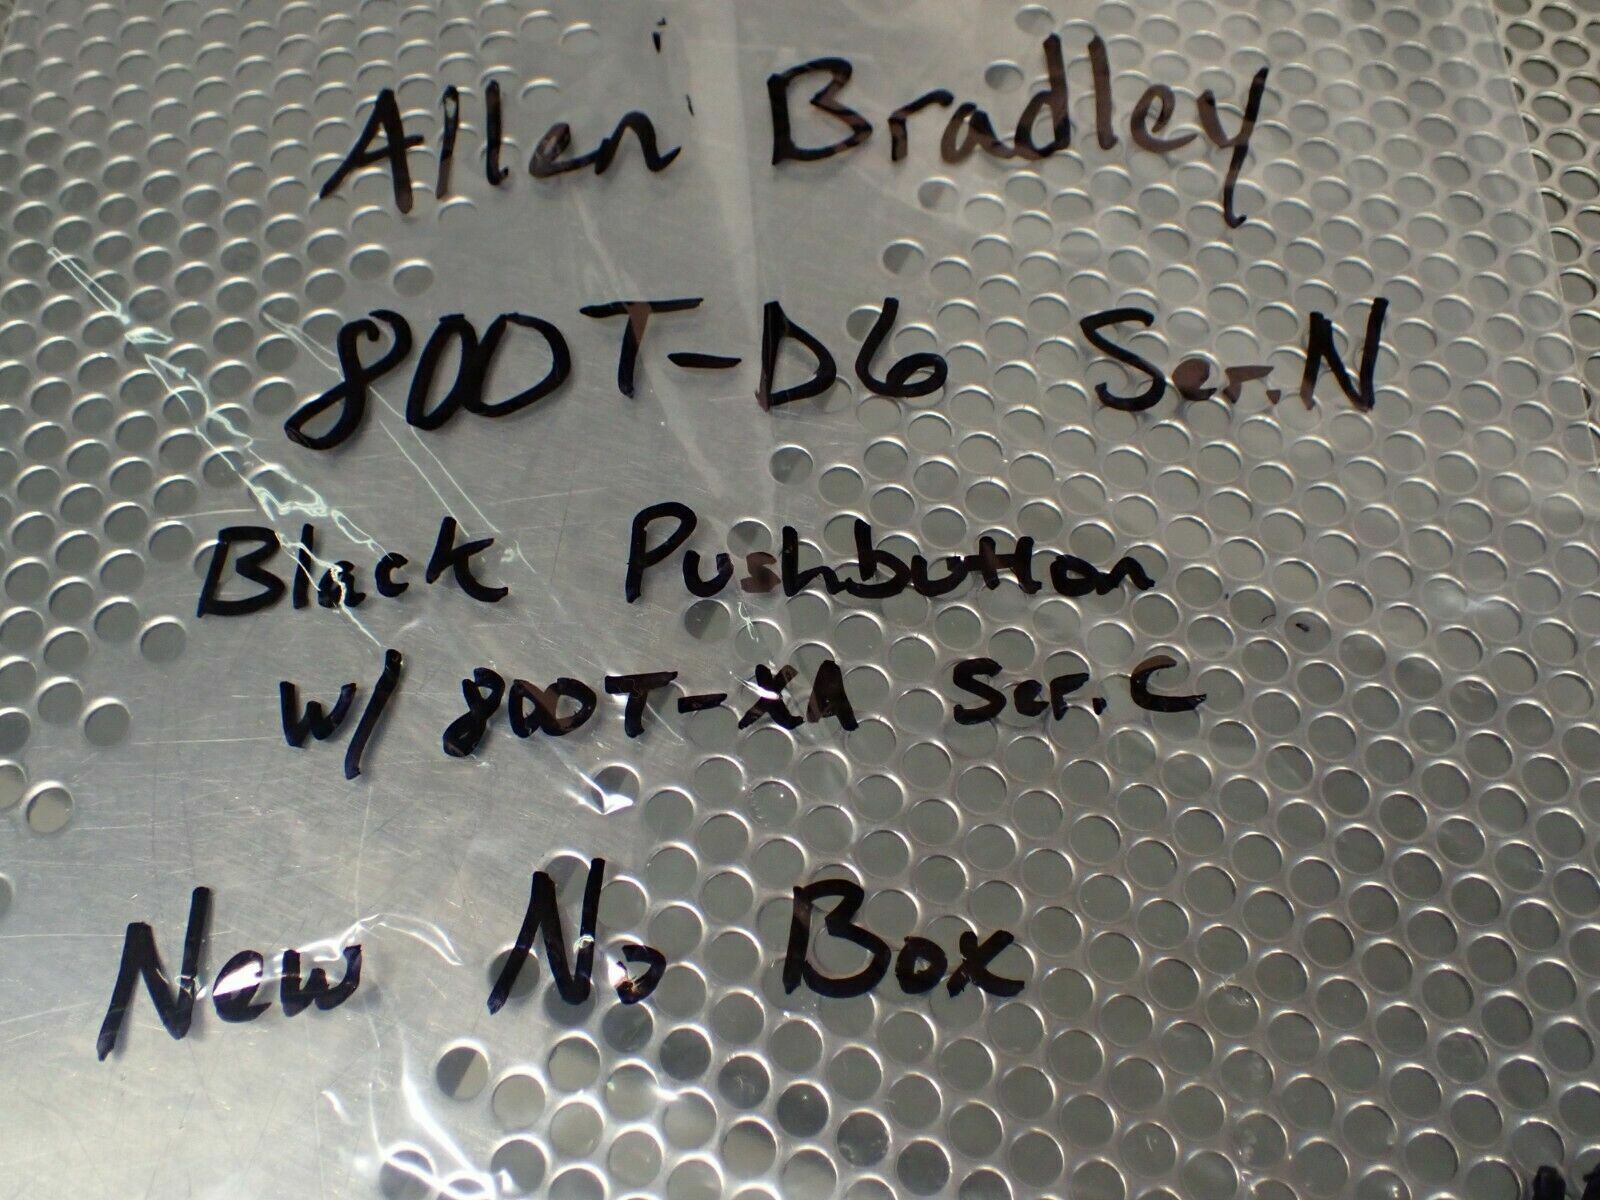 Allen Bradley
800T-D6 Ser.N
Black Pushbutton
w/ 800T-XA Ser.C
New No Box